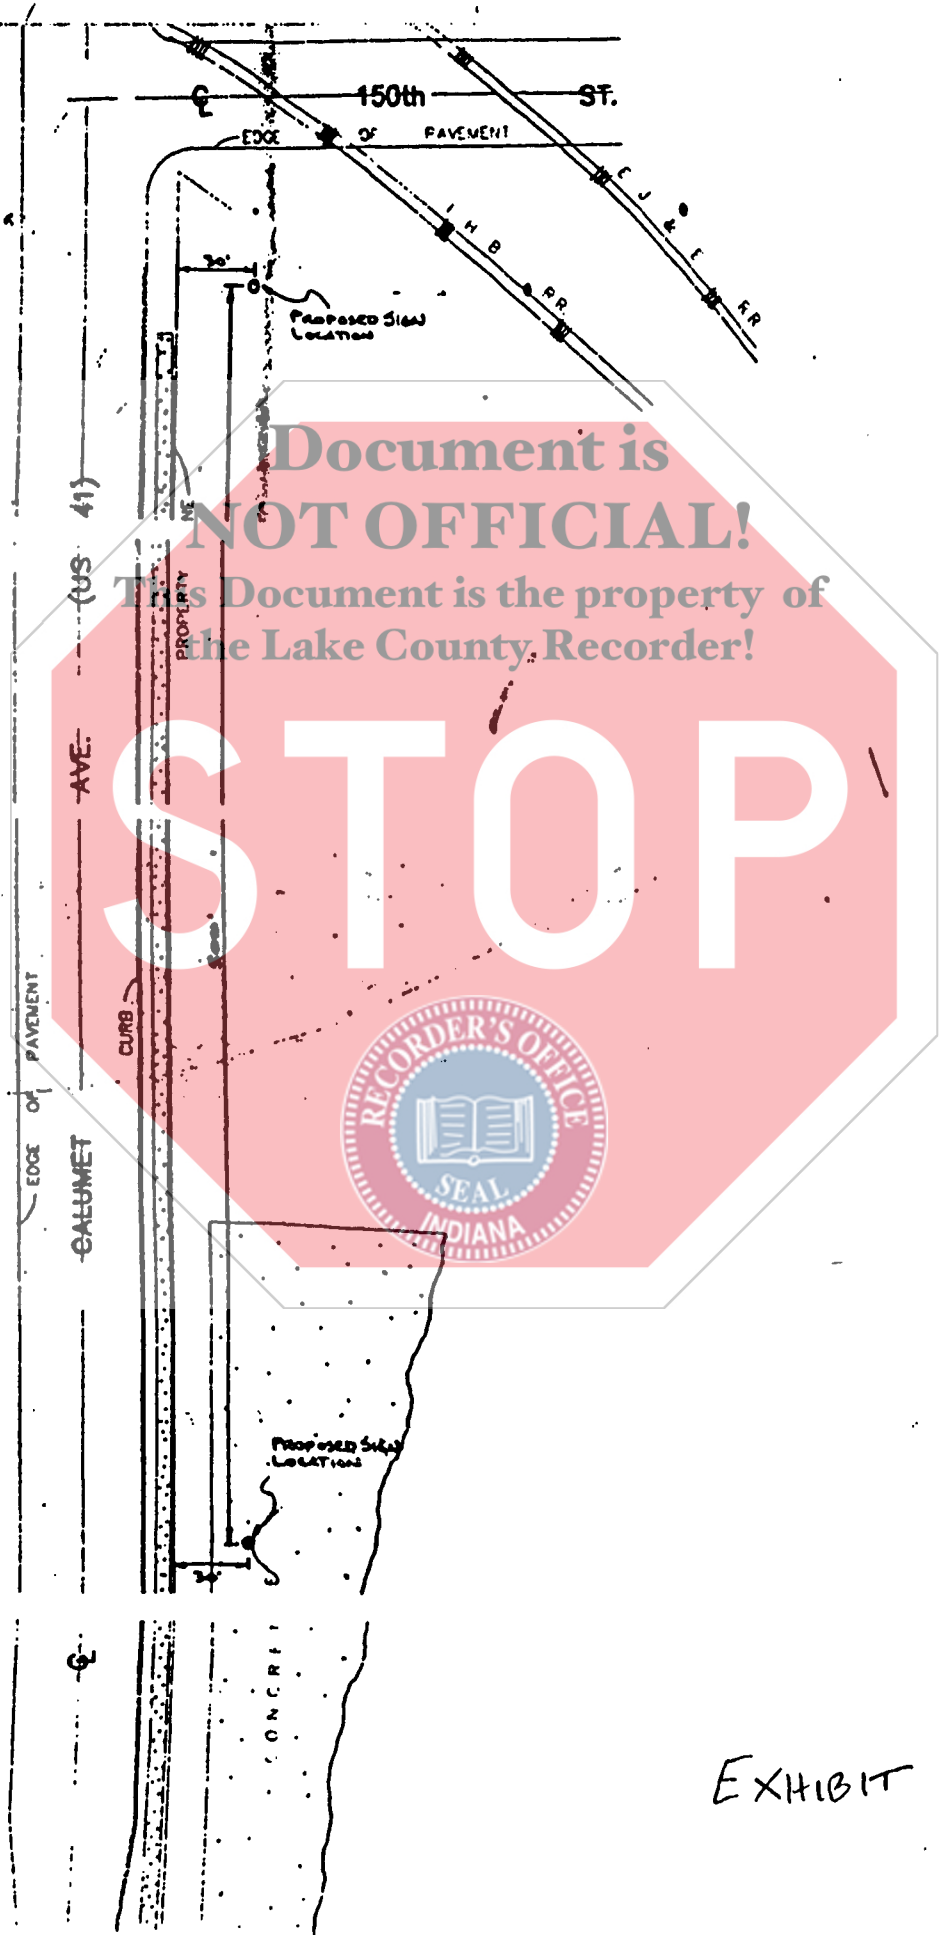 ℄ 150th ST.
EDGE OF PAVEMENT
I H B RR.
E J & E RR
30'
PROPOSED SIGN
LOCATION
Document is
NOT OFFICIAL!
This Document is the property of
the Lake County Recorder!
STOP
RECORDER'S OFFICE
SEAL
INDIANA
CALUMET AVE. (US 41)
PROPERTY
CURB
EDGE OF PAVEMENT
PROPOSED SIGN
LOCATION
30'
CONCRETE
℄
EXHIBIT